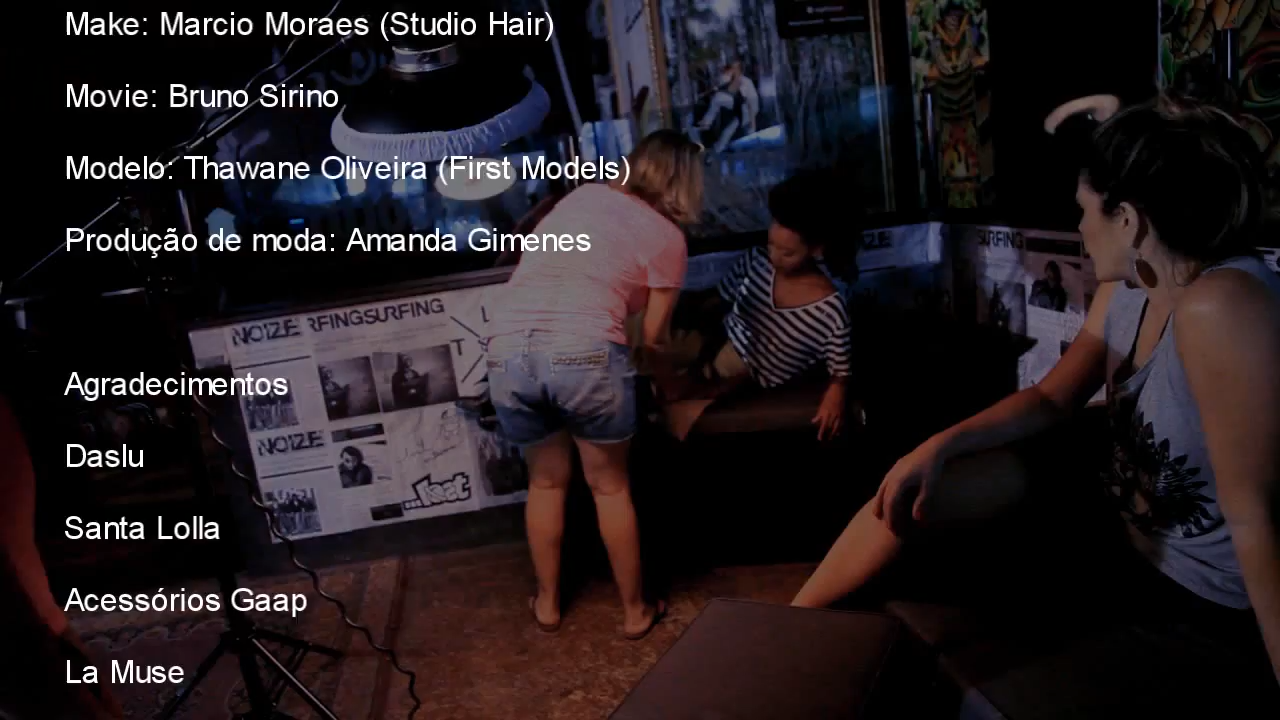 Make: Marcio Moraes (Studio Hair)
Movie: Bruno Sirino
Modelo: Thawane Oliveira (First Models)
Produção de moda: Amanda Gimenes
NOIZE RFINGSURFING
SURFING
Agradecimentos
NOIZE
Daslu
Santa Lolla
Acessórios Gaap
La Muse